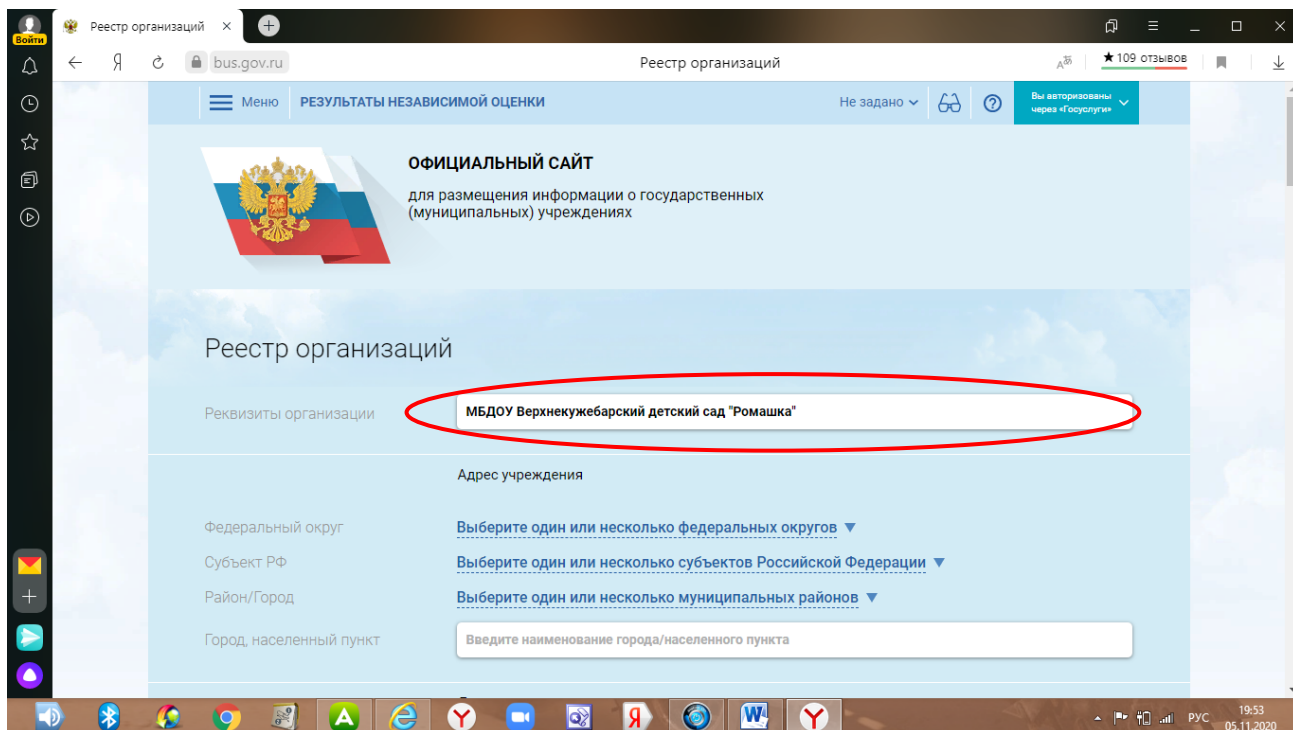 Войти
Реестр организаций
Я
bus.gov.ru
Реестр организаций
109 отзывов
Меню
РЕЗУЛЬТАТЫ НЕЗАВИСИМОЙ ОЦЕНКИ
Не задано
Вы авторизованы
через «Госуслуги»
ОФИЦИАЛЬНЫЙ САЙТ
для размещения информации о государственных
(муниципальных) учреждениях
Реестр организаций
Реквизиты организации
МБДОУ Верхнекужебарский детский сад "Ромашка"
Адрес учреждения
Федеральный округ
Выберите один или несколько федеральных округов
Субъект РФ
Выберите один или несколько субъектов Российской Федерации
Район/Город
Выберите один или несколько муниципальных районов
Город, населенный пункт
Введите наименование города/населенного пункта
РУС
19:53
05.11.2020